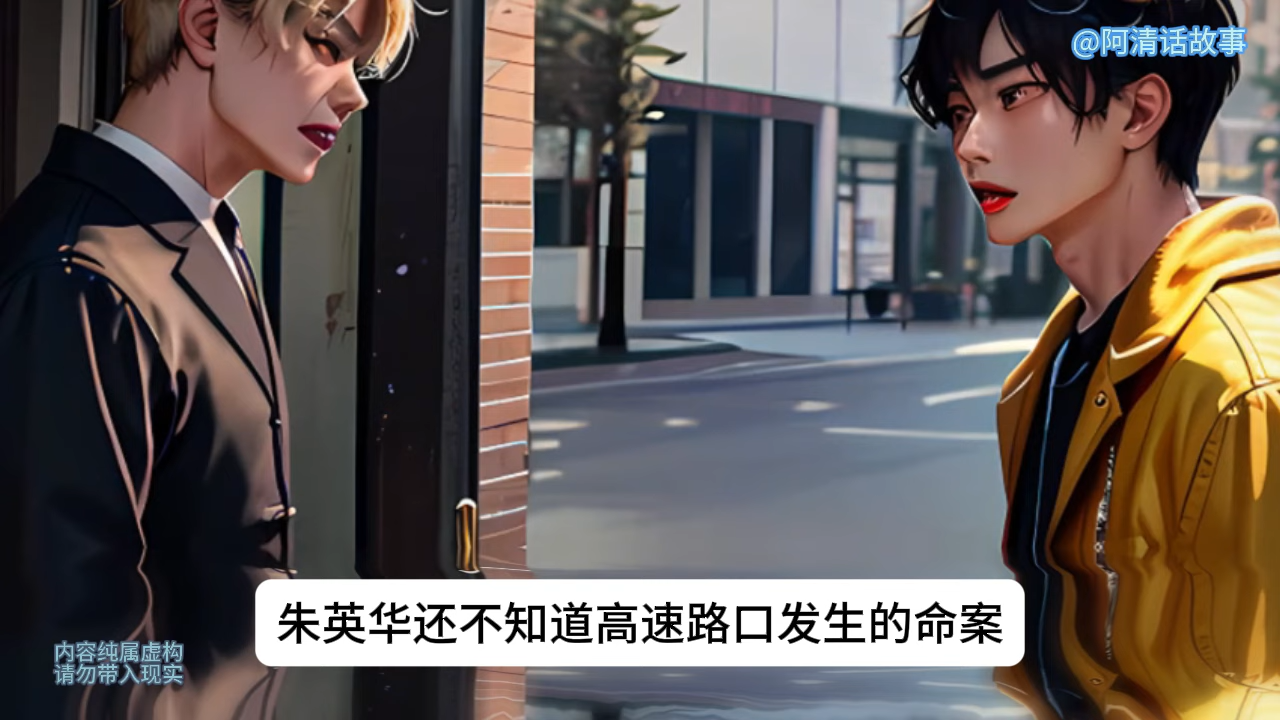 @阿清话故事
朱英华还不知道高速路口发生的命案
内容纯属虚构
请勿带入现实